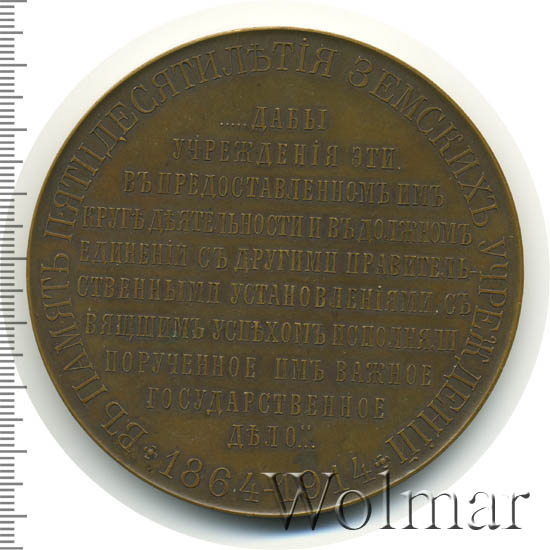 ВЪ ПАМЯТЬ ПЯТИДЕСЯТИЛѢТІЯ ЗЕМСКИХЪ УЧРЕЖДЕНІЙ
.....ДАБЫ
УЧРЕЖДЕНІЯ ЭТИ,
ВЪ ПРЕДОСТАВЛЕННОМЪ ИМЪ
КРУГѢ ДѢЯТЕЛЬНОСТИ И ВЪ ДОЛЖНОМЪ
ЕДИНЕНІИ СЪ ДРУГИМИ ПРАВИТЕЛЬ-
СТВЕННЫМИ УСТАНОВЛЕНІЯМИ, СЪ
ВЯЩШИМЪ УСПѢХОМЪ ИСПОЛНЯЛИ
ПОРУЧЕННОЕ ИМЪ ВАЖНОЕ
ГОСУДАРСТВЕННОЕ
ДѢЛО...
1864-1914
Wolmar